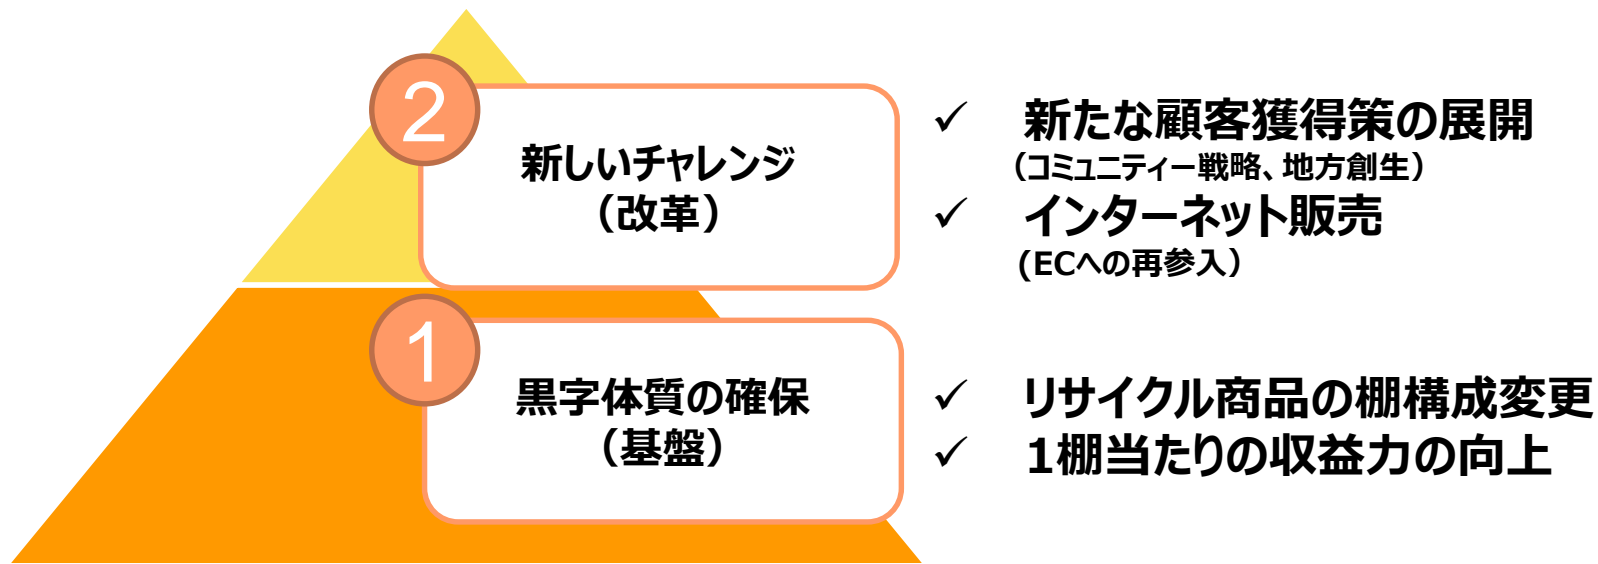 2
新しいチャレンジ
（改革）
✓ 新たな顧客獲得策の展開
（コミュニティー戦略、地方創生）
✓ インターネット販売
(ECへの再参入）
1
黒字体質の確保
（基盤）
✓ リサイクル商品の棚構成変更
✓ 1棚当たりの収益力の向上